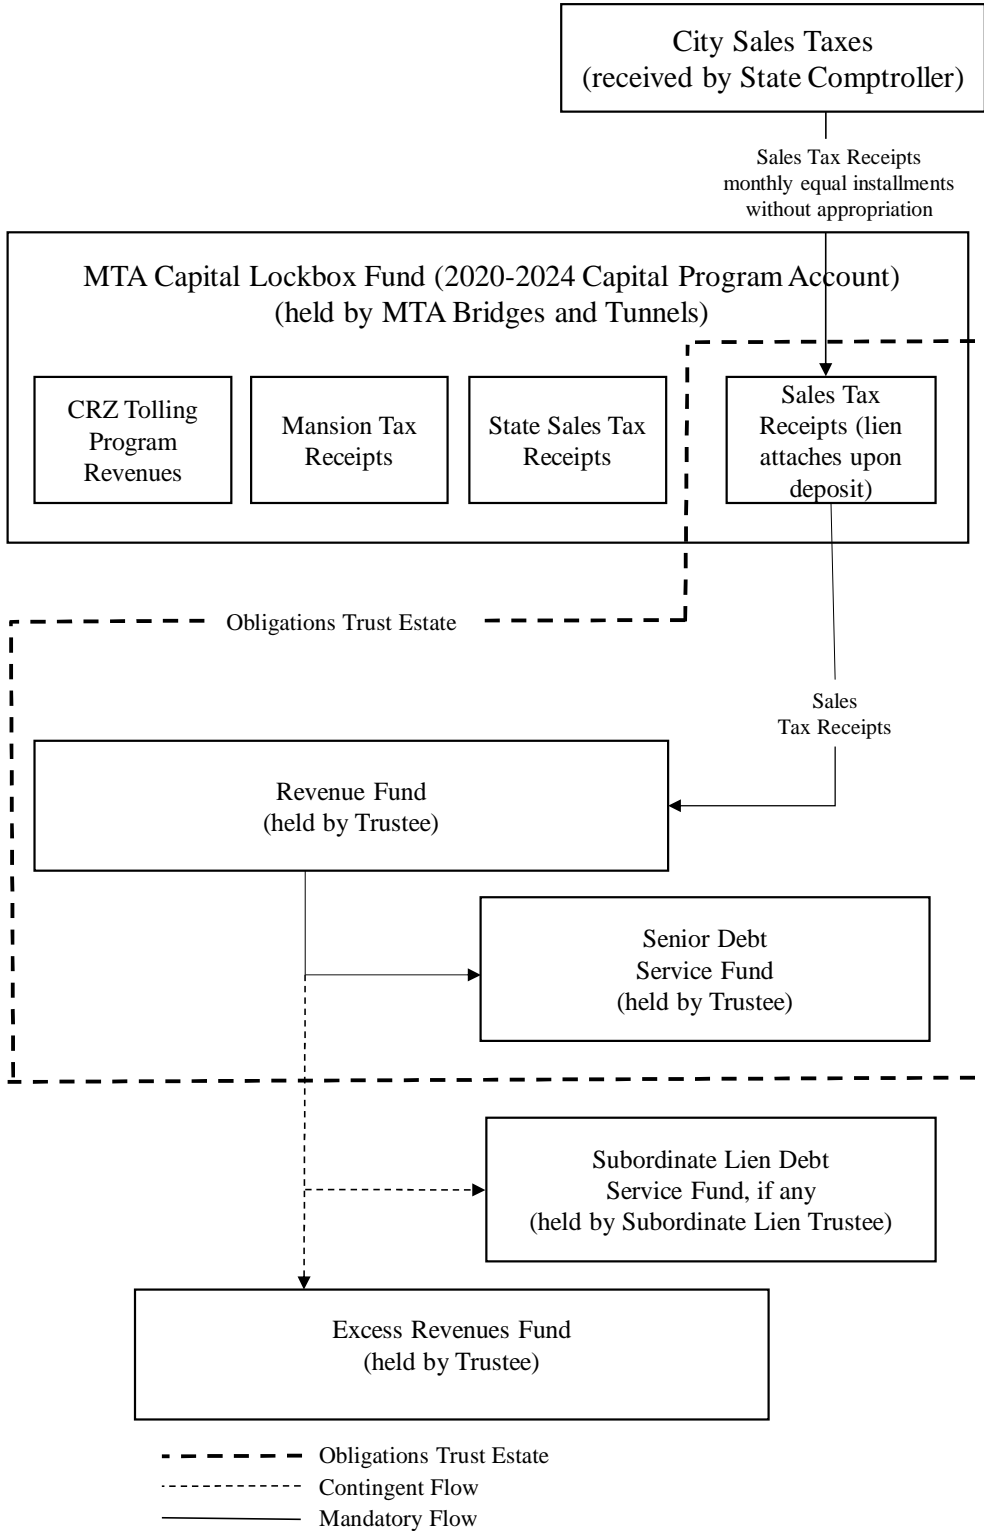 City Sales Taxes
(received by State Comptroller)
Sales Tax Receipts
monthly equal installments
without appropriation
MTA Capital Lockbox Fund (2020-2024 Capital Program Account)
(held by MTA Bridges and Tunnels)
CRZ Tolling
Program
Revenues
Mansion Tax
Receipts
State Sales Tax
Receipts
Sales Tax
Receipts (lien
attaches upon
deposit)
Obligations Trust Estate
Sales
Tax Receipts
Revenue Fund
(held by Trustee)
Senior Debt
Service Fund
(held by Trustee)
Subordinate Lien Debt
Service Fund, if any
(held by Subordinate Lien Trustee)
Excess Revenues Fund
(held by Trustee)
Obligations Trust Estate
Contingent Flow
Mandatory Flow